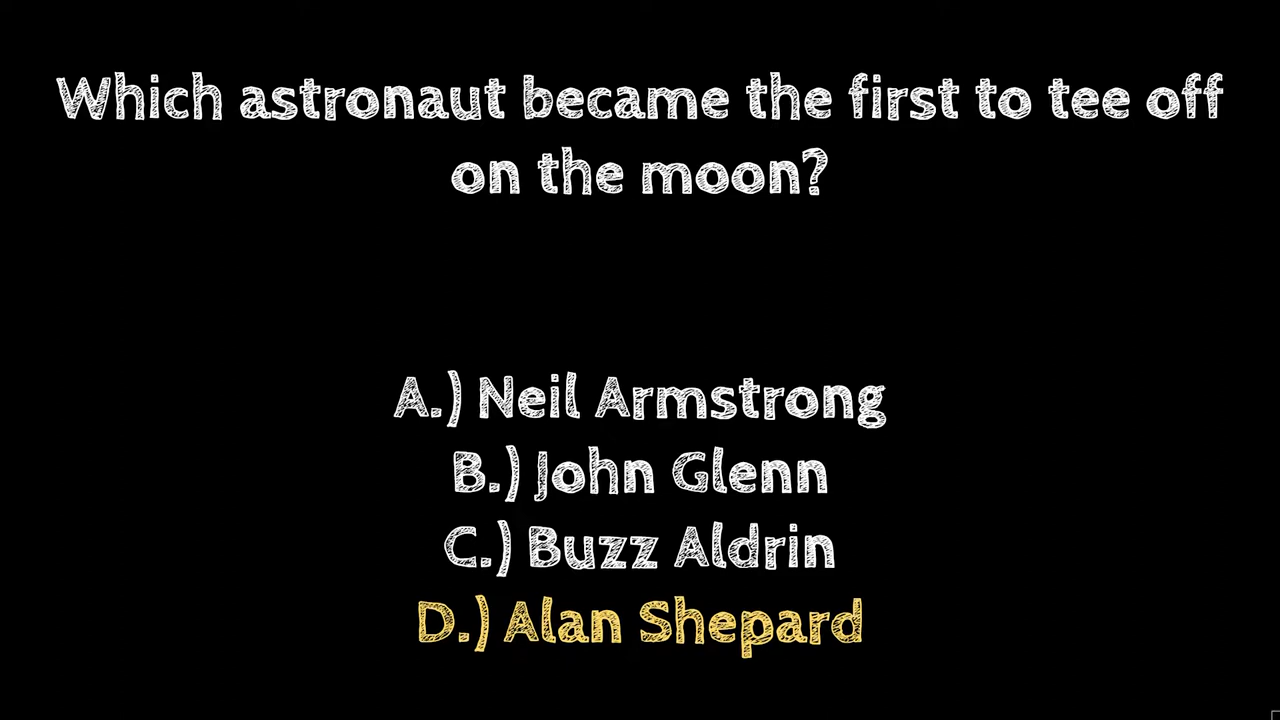 Which astronaut became the first to tee off
on the moon?
A.) Neil Armstrong
B.) John Glenn
C.) Buzz Aldrin
D.) Alan Shepard